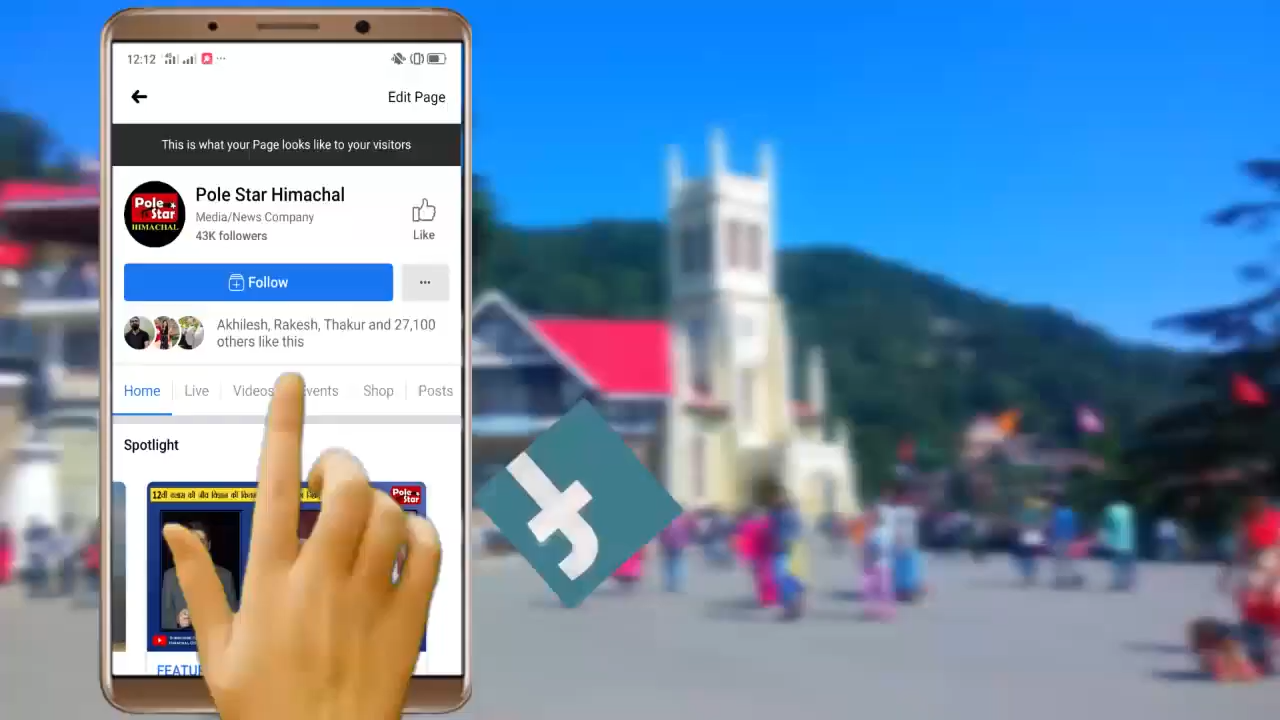 12:12
Edit Page
This is what your Page looks like to your visitors
Pole Star HIMACHAL
Pole Star Himachal
Media/News Company
43K followers
Like
Follow
Akhilesh, Rakesh, Thakur and 27,100
others like this
Home Live Videos Shop Posts
Spotlight
12वीं क्लास की जीव विज्ञान की
Pole Star